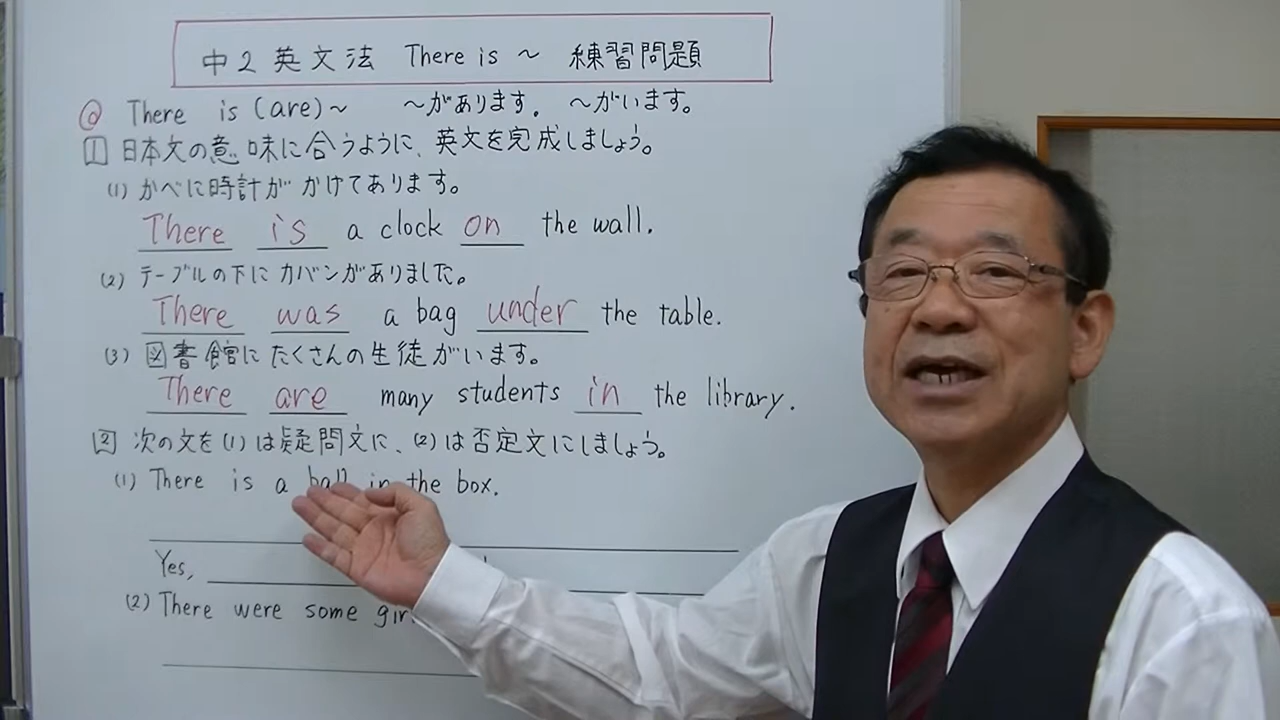 中2英文法 There is ～ 練習問題
@ There is (are)～ ～があります. ～がいます。
1 日本文の意味に合うように、英文を完成しましょう。
(1) かべに時計が かけてあります。
There is a clock on the wall.
(2) テーブルの下に カバンがありました。
There was a bag under the table.
(3) 図書館に たくさんの生徒がいます。
There are many students in the library.
2 次の文を(1)は疑問文に、(2)は否定文にしましょう。
(1) There is a ball in the box.
Yes,
(2) There were some